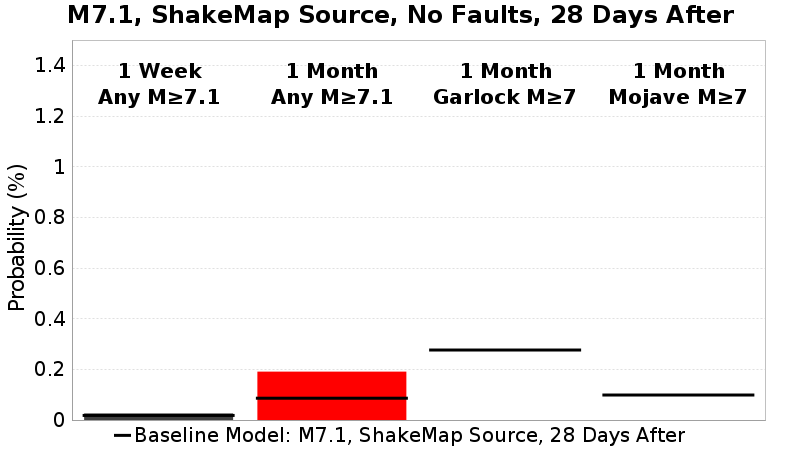 M7.1, ShakeMap Source, No Faults, 28 Days After
1 Week
Any M≥7.1
1 Month
Any M≥7.1
1 Month
Garlock M≥7
1 Month
Mojave M≥7
Probability (%)
1.4
1.2
1
0.8
0.6
0.4
0.2
0
Baseline Model: M7.1, ShakeMap Source, 28 Days After